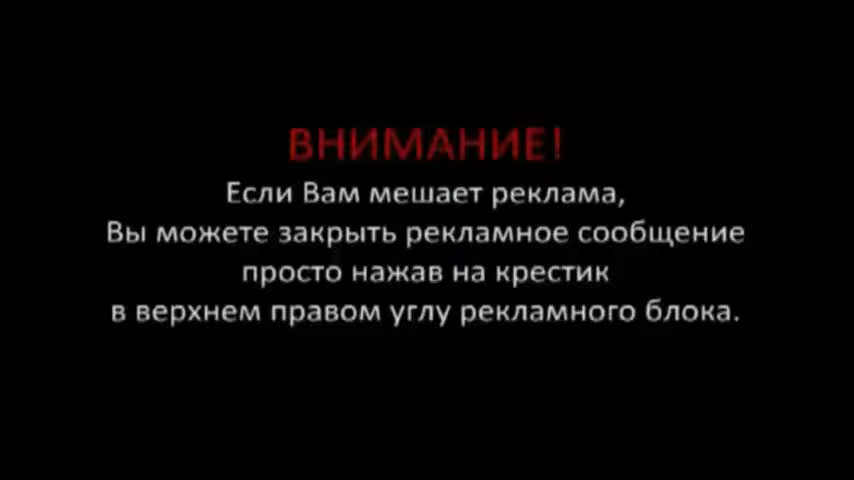 ВНИМАНИЕ!
Если Вам мешает реклама,
Вы можете закрыть рекламное сообщение
просто нажав на крестик
в верхнем правом углу рекламного блока.